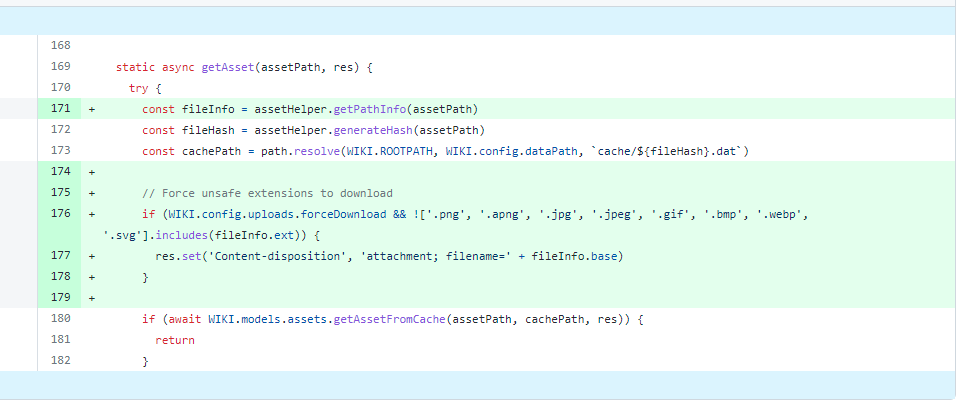 168
169 static async getAsset(assetPath, res) {
170 try {
171 + const fileInfo = assetHelper.getPathInfo(assetPath)
172 const fileHash = assetHelper.generateHash(assetPath)
173 const cachePath = path.resolve(WIKI.ROOTPATH, WIKI.config.dataPath, `cache/${fileHash}.dat`)
174 +
175 + // Force unsafe extensions to download
176 + if (WIKI.config.uploads.forceDownload && !['.png', '.apng', '.jpg', '.jpeg', '.gif', '.bmp', '.webp',
'.svg'].includes(fileInfo.ext)) {
177 + res.set('Content-disposition', 'attachment; filename=' + fileInfo.base)
178 + }
179 +
180 if (await WIKI.models.assets.getAssetFromCache(assetPath, cachePath, res)) {
181 return
182 }